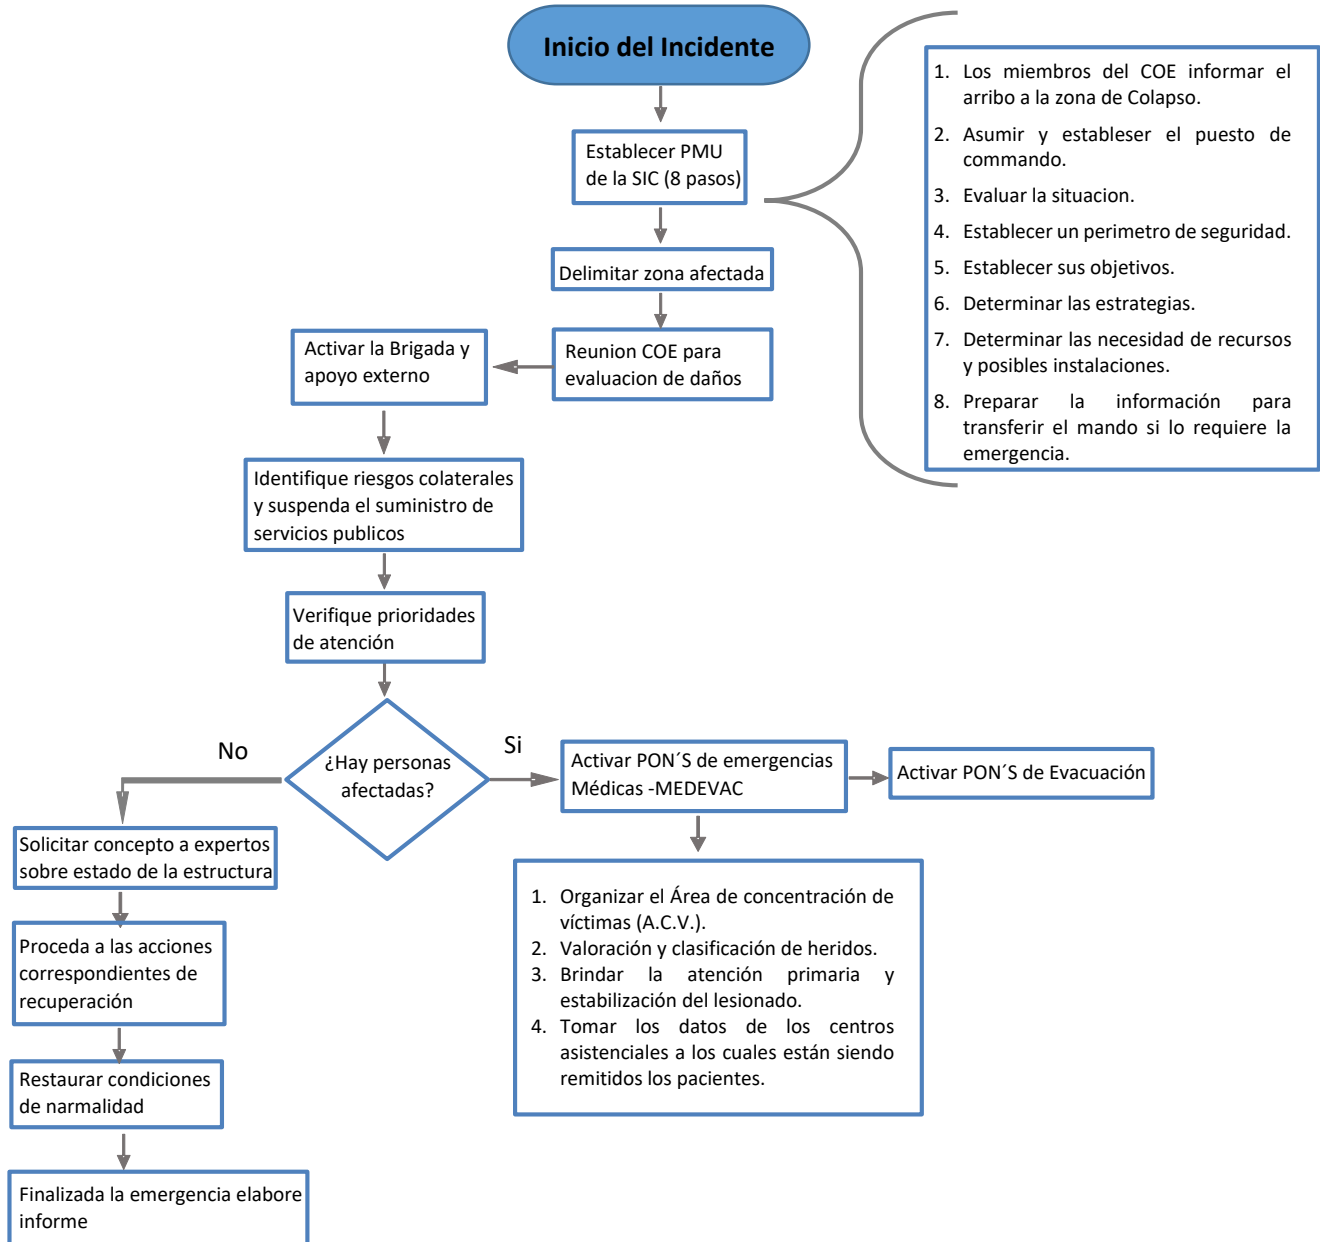 Inicio del Incidente
Establecer PMU
de la SIC (8 pasos)
1. Los miembros del COE informar el
arribo a la zona de Colapso.
2. Asumir y estableser el puesto de
commando.
3. Evaluar la situacion.
4. Establecer un perimetro de seguridad.
5. Establecer sus objetivos.
6. Determinar las estrategias.
7. Determinar las necesidad de recursos
y posibles instalaciones.
8. Preparar la información para
transferir el mando si lo requiere la
emergencia.
Delimitar zona afectada
Reunion COE para
evaluacion de daños
Activar la Brigada y
apoyo externo
Identifique riesgos colaterales
y suspenda el suministro de
servicios publicos
Verifique prioridades
de atención
¿Hay personas
afectadas?
No
Si
Activar PON´S de emergencias
Médicas -MEDEVAC
Activar PON´S de Evacuación
1. Organizar el Área de concentración de
víctimas (A.C.V.).
2. Valoración y clasificación de heridos.
3. Brindar la atención primaria y
estabilización del lesionado.
4. Tomar los datos de los centros
asistenciales a los cuales están siendo
remitidos los pacientes.
Solicitar concepto a expertos
sobre estado de la estructura
Proceda a las acciones
correspondientes de
recuperación
Restaurar condiciones
de narmalidad
Finalizada la emergencia elabore
informe